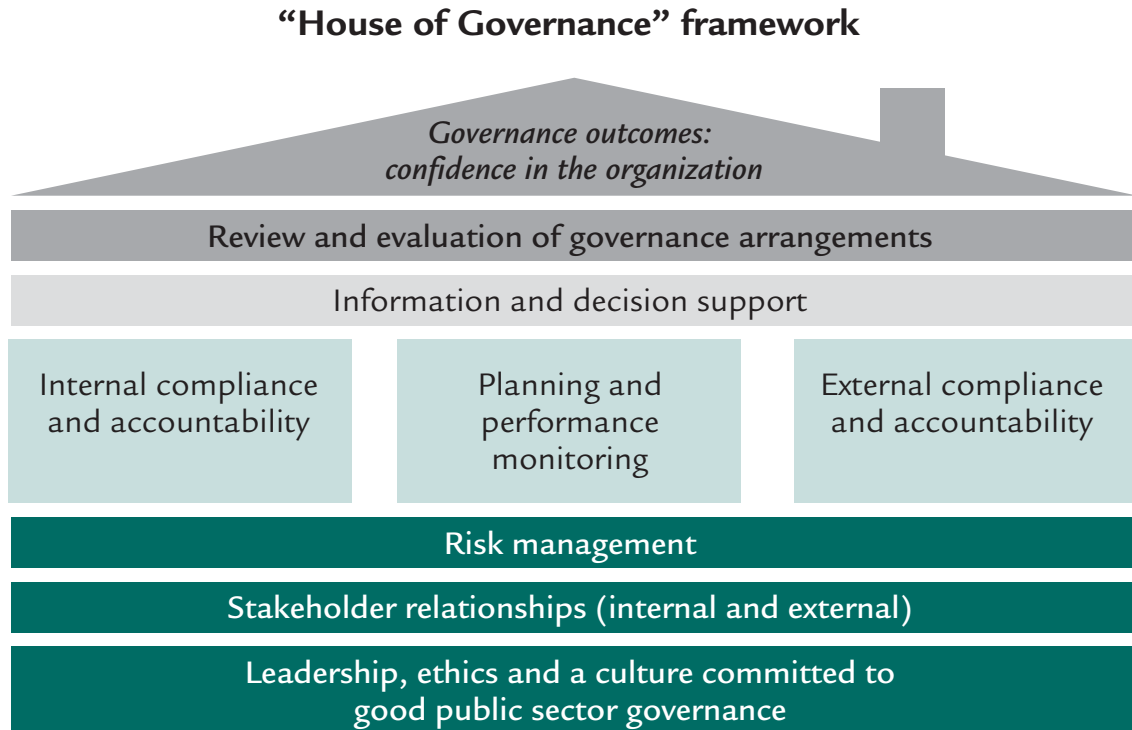 “House of Governance” framework
Governance outcomes:
confidence in the organization
Review and evaluation of governance arrangements
Information and decision support
Internal compliance
and accountability
Planning and
performance
monitoring
External compliance
and accountability
Risk management
Stakeholder relationships (internal and external)
Leadership, ethics and a culture committed to
good public sector governance